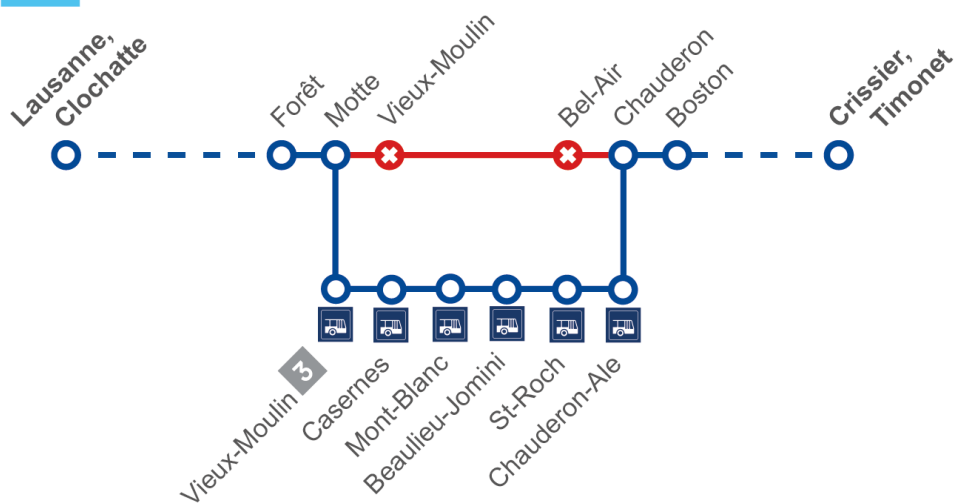 Lausanne,
Clochatte
Forêt
Motte
Vieux-Moulin
Bel-Air
Chauderon
Boston
Crissier,
Timonet
Vieux-Moulin 3
Casernes
Mont-Blanc
Beaulieu-Jomini
St-Roch
Chauderon-Ale